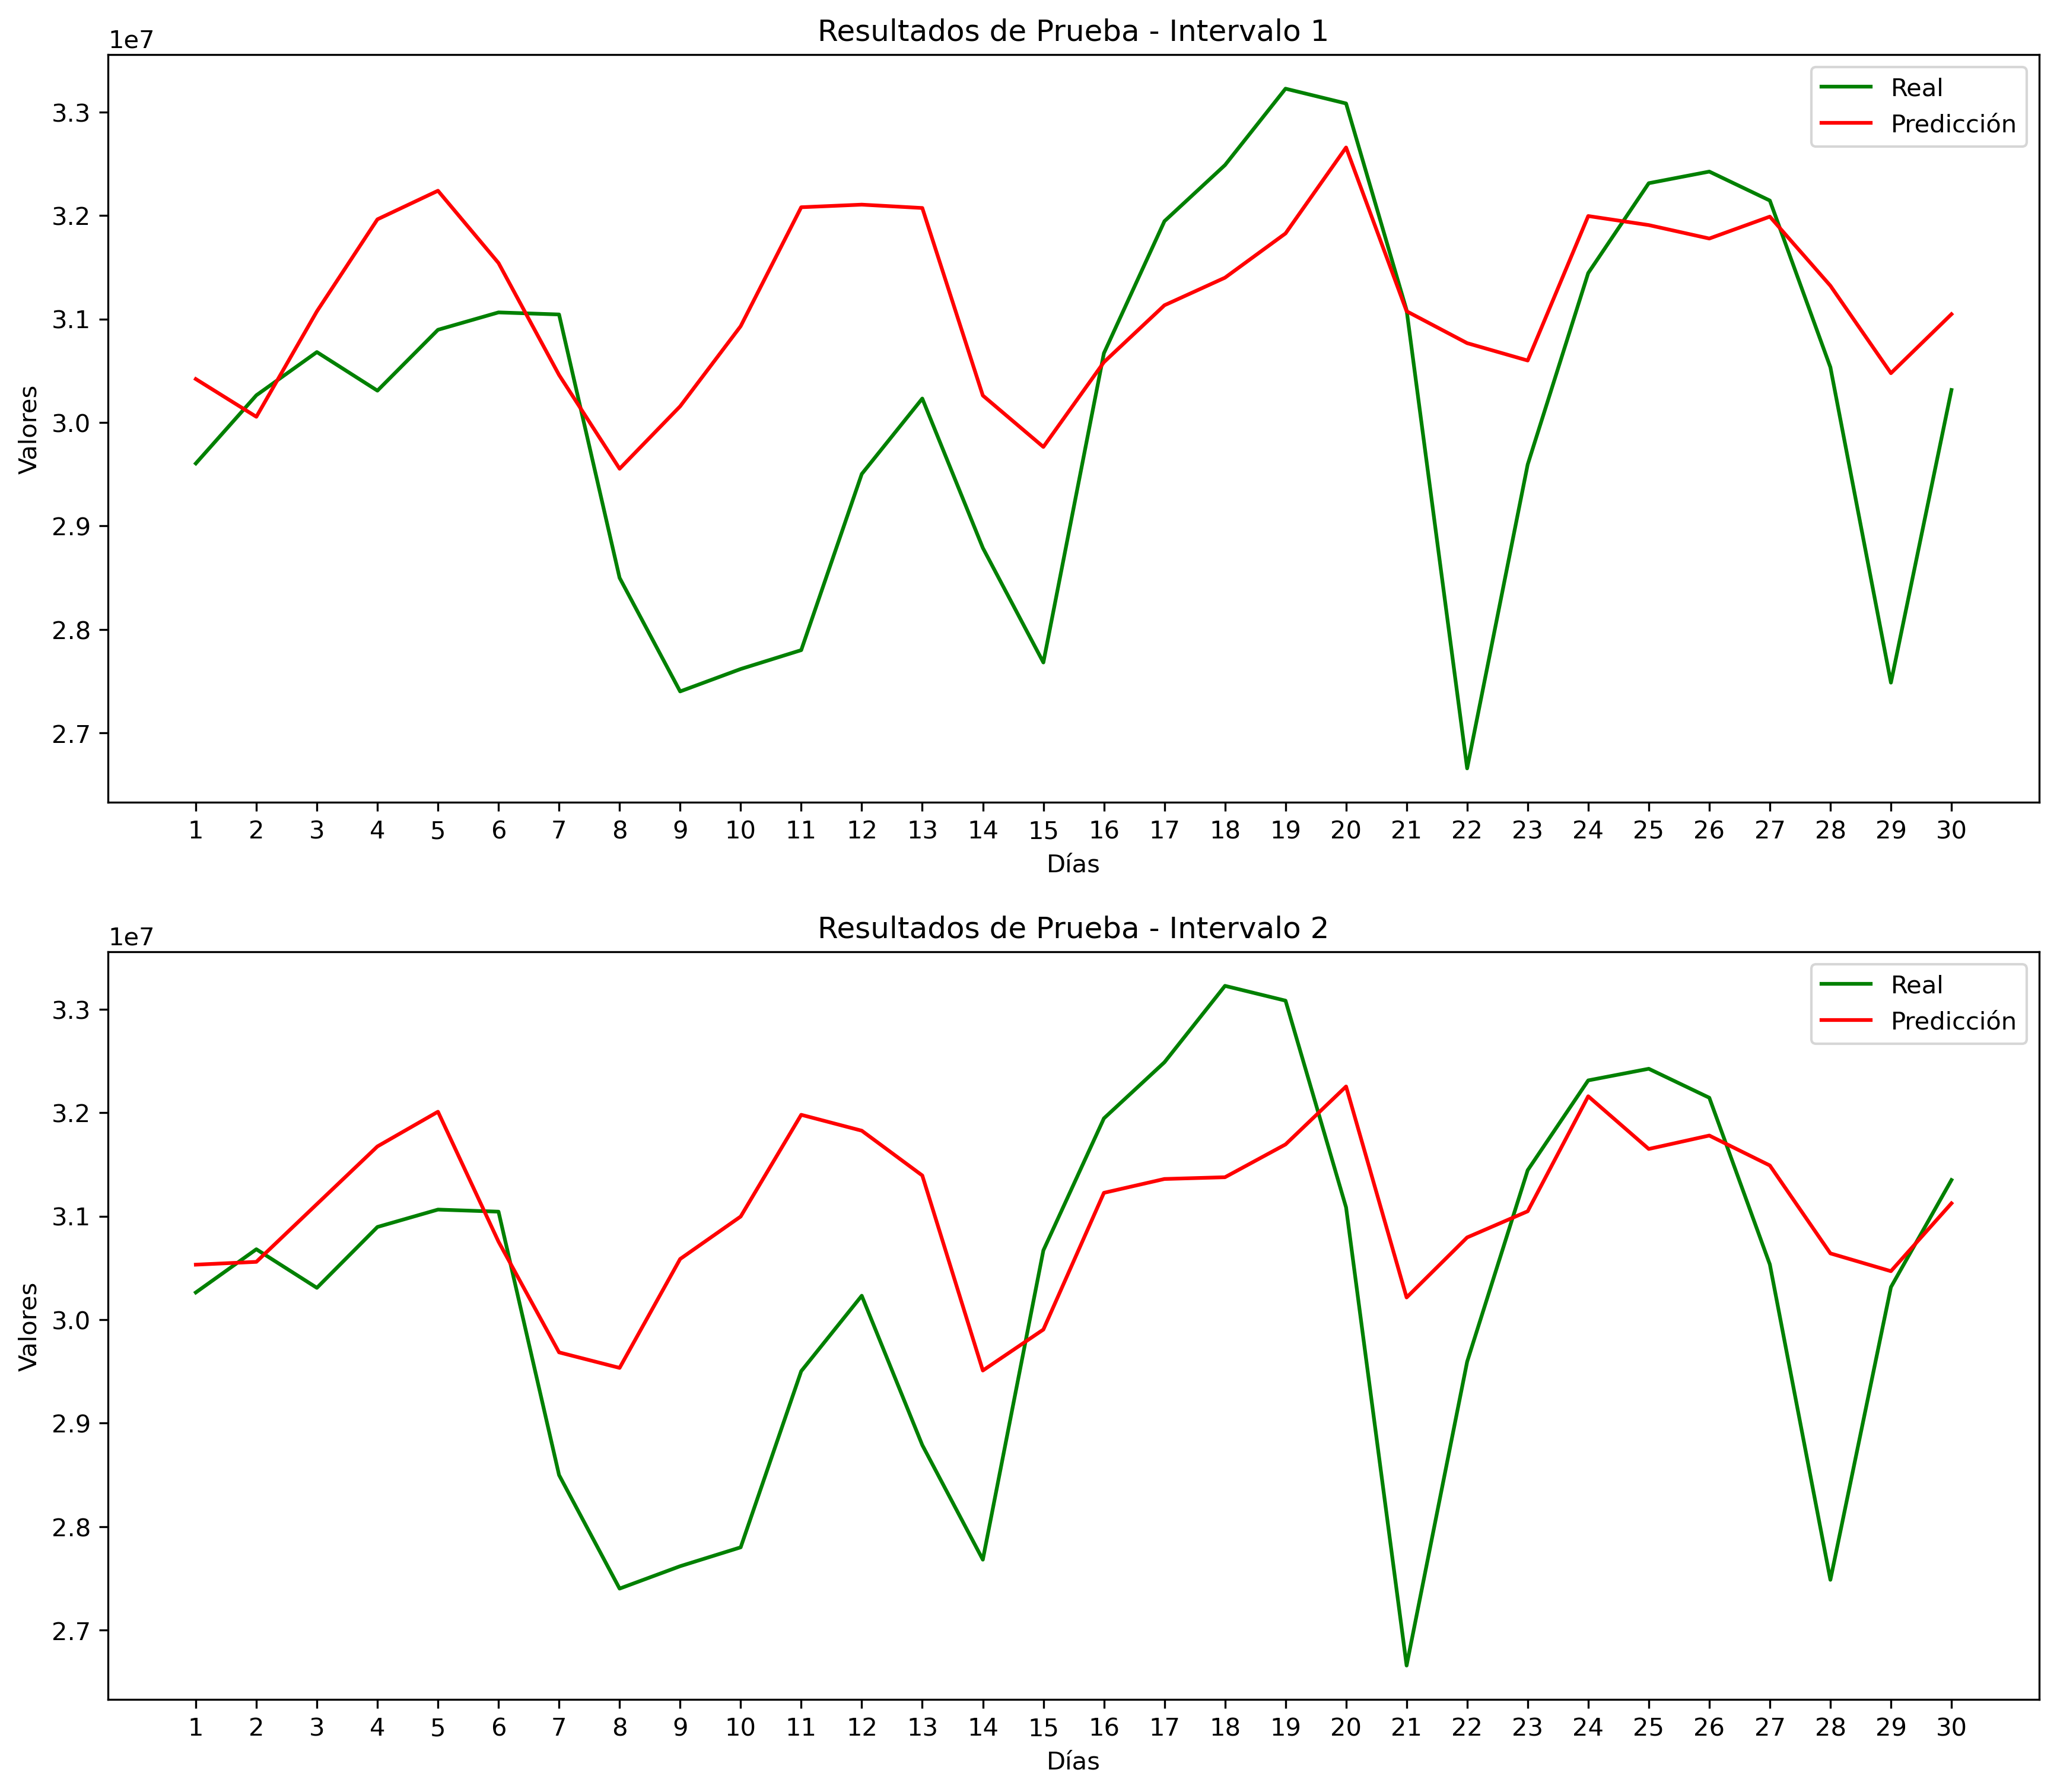 Resultados de Prueba - Intervalo 1
1e7
Real
Predicción
3.3
3.2
3.1
3.0
2.9
2.8
2.7
Valores
1 2 3 4 5 6 7 8 9 10 11 12 13 14 15 16 17 18 19 20 21 22 23 24 25 26 27 28 29 30
Días
Resultados de Prueba - Intervalo 2
1e7
Real
Predicción
3.3
3.2
3.1
3.0
2.9
2.8
2.7
Valores
1 2 3 4 5 6 7 8 9 10 11 12 13 14 15 16 17 18 19 20 21 22 23 24 25 26 27 28 29 30
Días